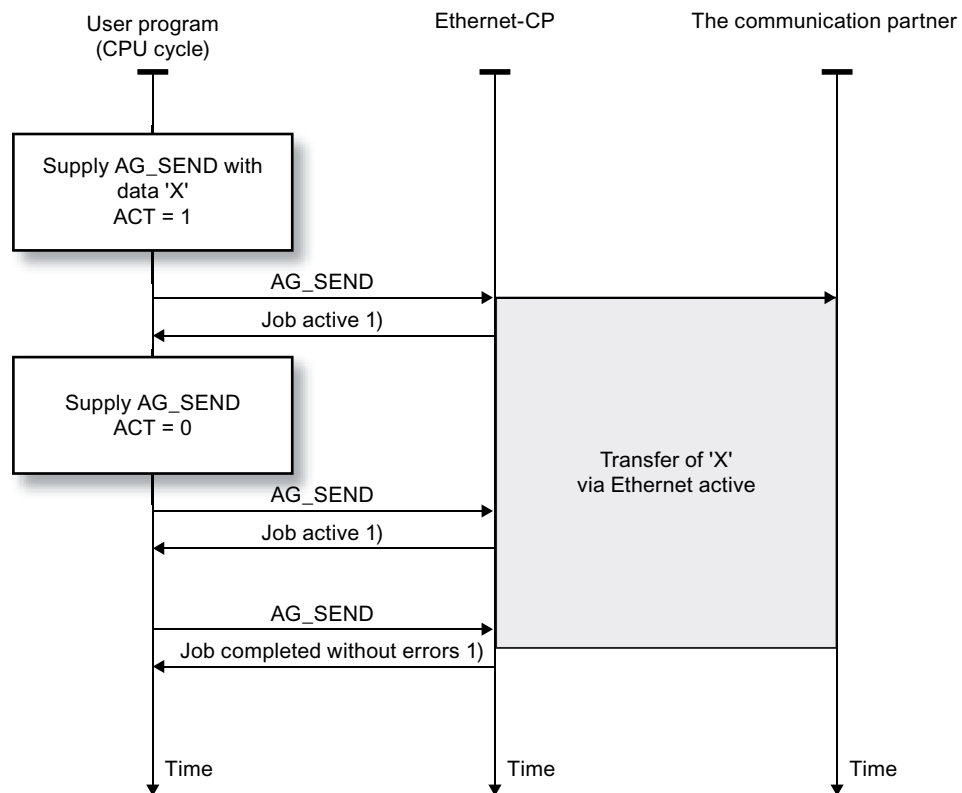 User program
(CPU cycle)
Ethernet-CP
The communication partner
Supply AG_SEND with
data 'X'
ACT = 1
AG_SEND
Job active 1)
Supply AG_SEND
ACT = 0
Transfer of 'X'
via Ethernet active
AG_SEND
Job active 1)
AG_SEND
Job completed without errors 1)
Time
Time
Time